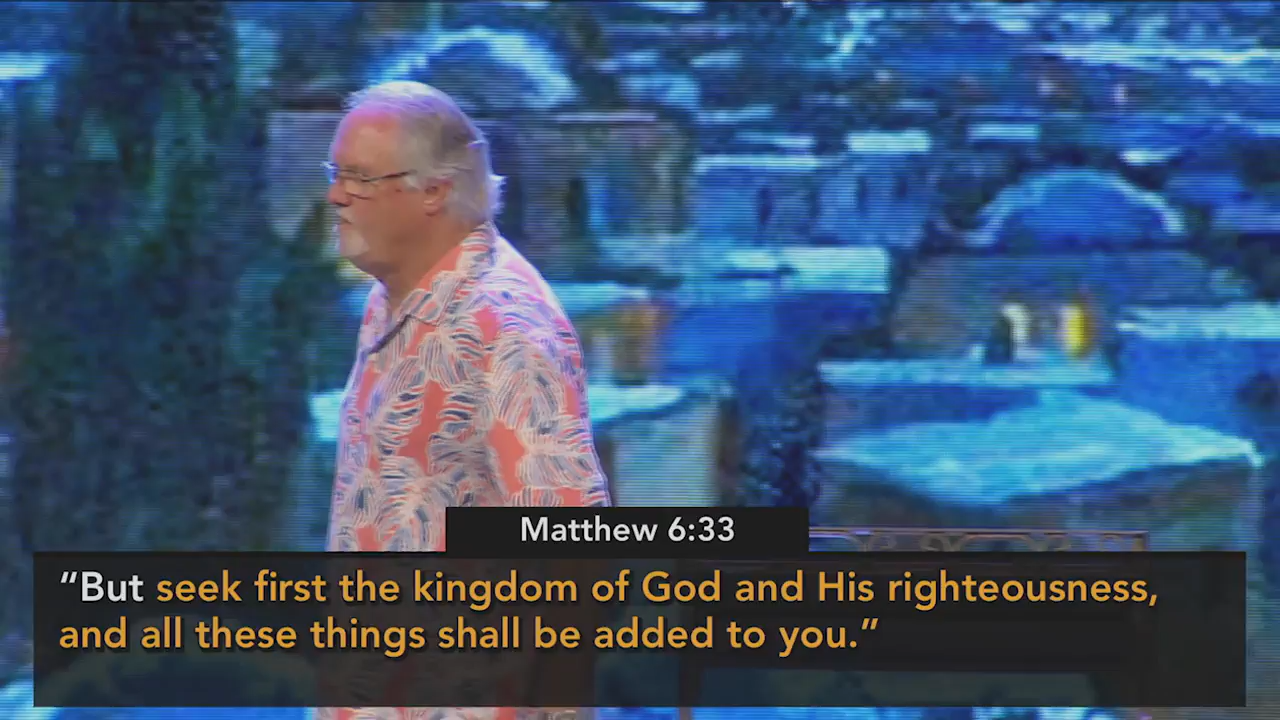 Matthew 6:33
“But seek first the kingdom of God and His righteousness,
and all these things shall be added to you.”